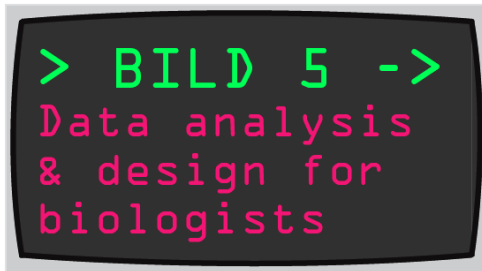 > BILD 5 ->
Data analysis
& design for
biologists